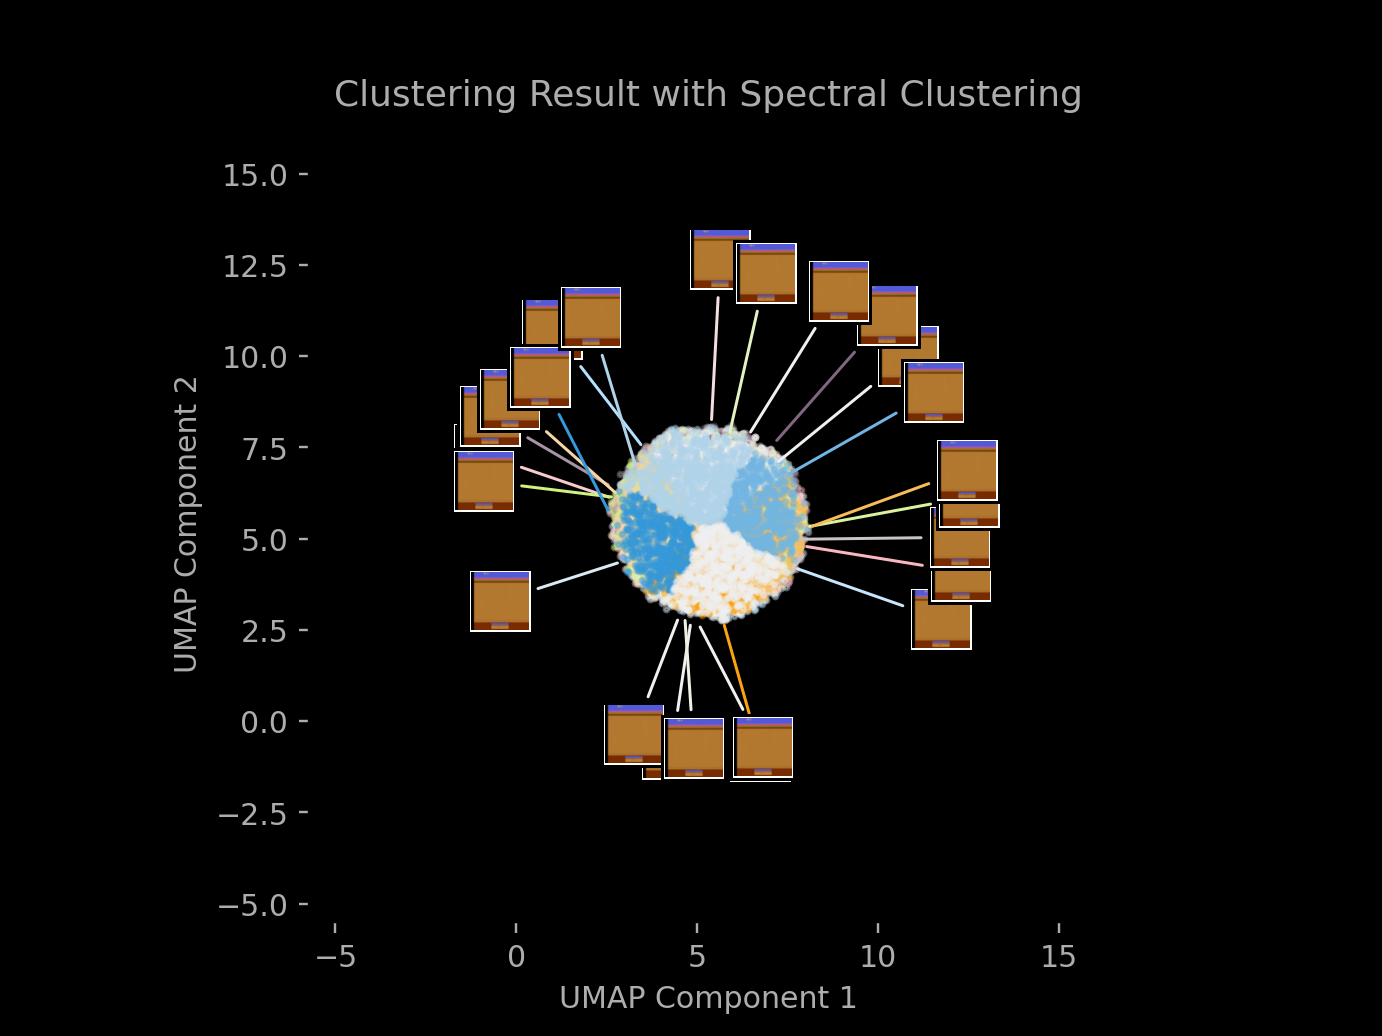 Clustering Result with Spectral Clustering
15.0
12.5
10.0
7.5
5.0
2.5
0.0
−2.5
−5.0
UMAP Component 2
−5 0 5 10 15
UMAP Component 1